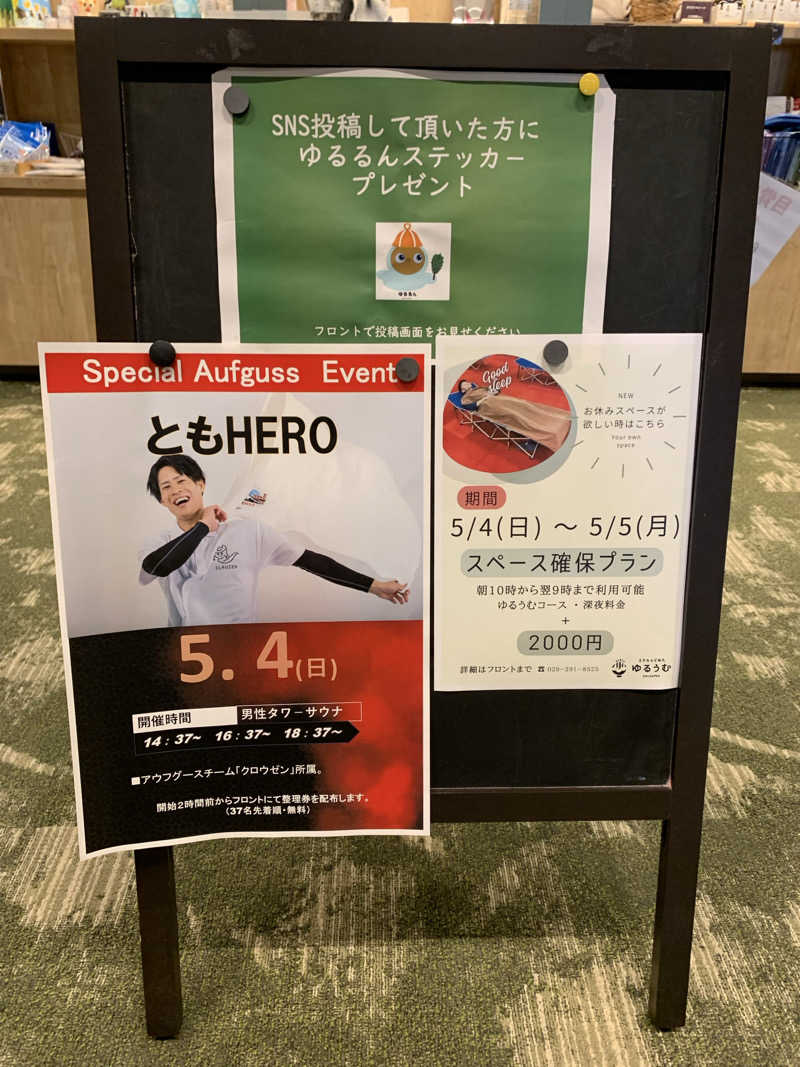 SNS投稿して頂いた方に
ゆるるんステッカー
プレゼント
ゆるるん
フロントで投稿画面をお見せください
Special Aufguss Event
ともHERO
5.4(日)
開催時間 男性タワーサウナ
14:37~ 16:37~ 18:37~
■アウフグースチーム「クロウゼン」所属。
開始2時間前からフロントにて整理券を配布します。
(37名先着順・無料)
Good
sleep
NEW
お休みスペースが
欲しい時はこちら
Your own
space
期間
5/4(日) ～ 5/5(月)
スペース確保プラン
朝10時から翌9時まで利用可能
ゆるうむコース・深夜料金
+
2000円
詳細はフロントまで ☎029-291-8525
ゆるうむ